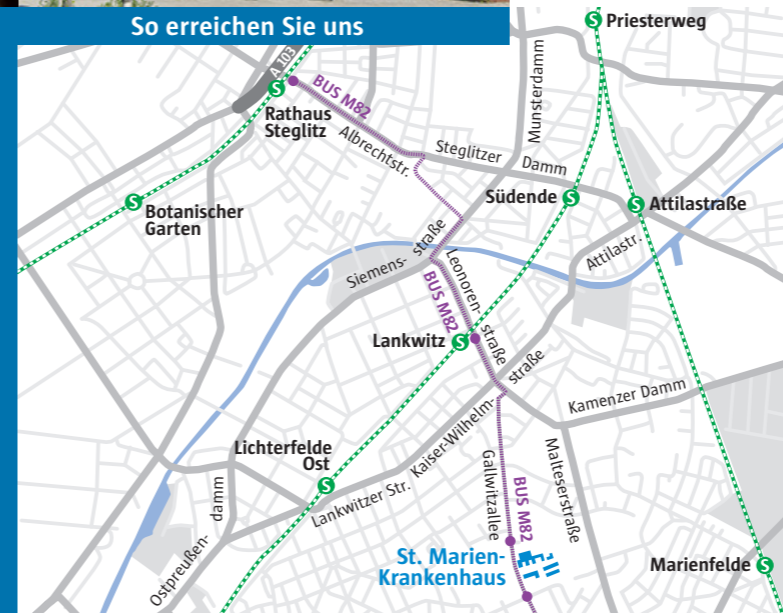 So erreichen Sie uns
Priesterweg
A 103
BUS M82
Rathaus
Steglitz
Albrechtstr.
Steglitzer Damm
Munsterdamm
Südende
Attilastraße
Botanischer
Garten
Siemens-
straße
Attilastr.
Leonoren-
straße
BUS M82
Lankwitz
Kaiser-Wilhelm-
straße
Kamenzer Damm
Lichterfelde
Ost
Lankwitzer Str.
Gallwitzallee
BUS M82
Malteserstraße
Ostpreußen-
damm
St. Marien-
Krankenhaus
Marienfelde
S
S
S
S
S
S
S
S